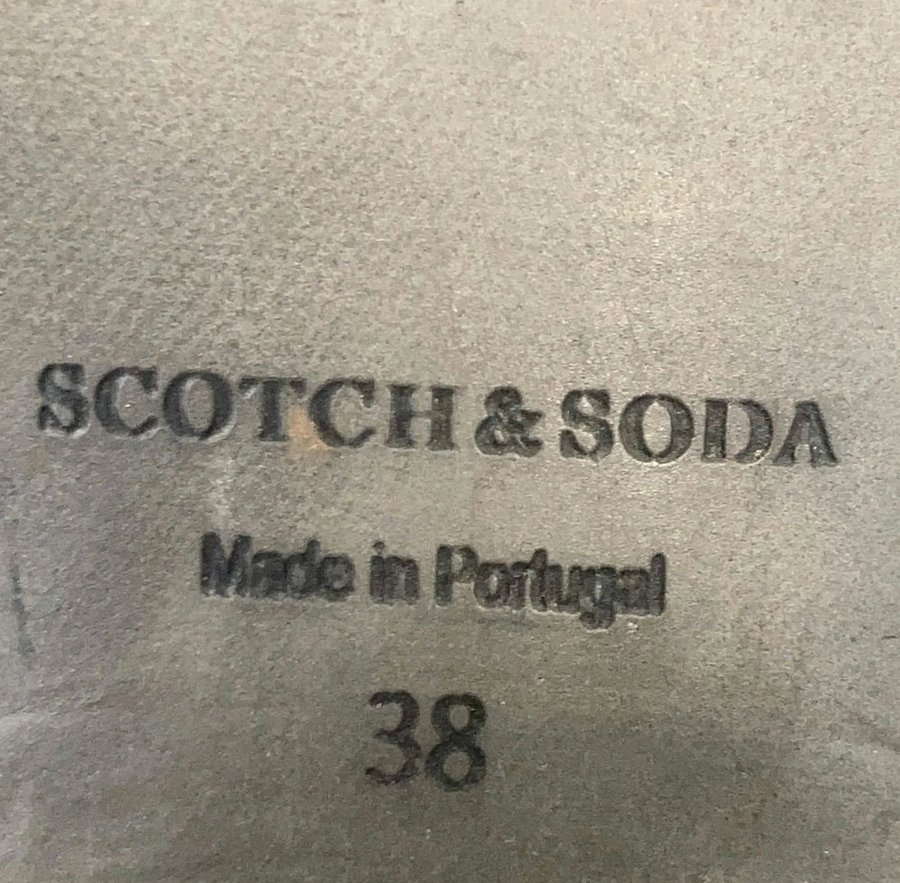 SCOTCH & SODA
Made in Portugal
38